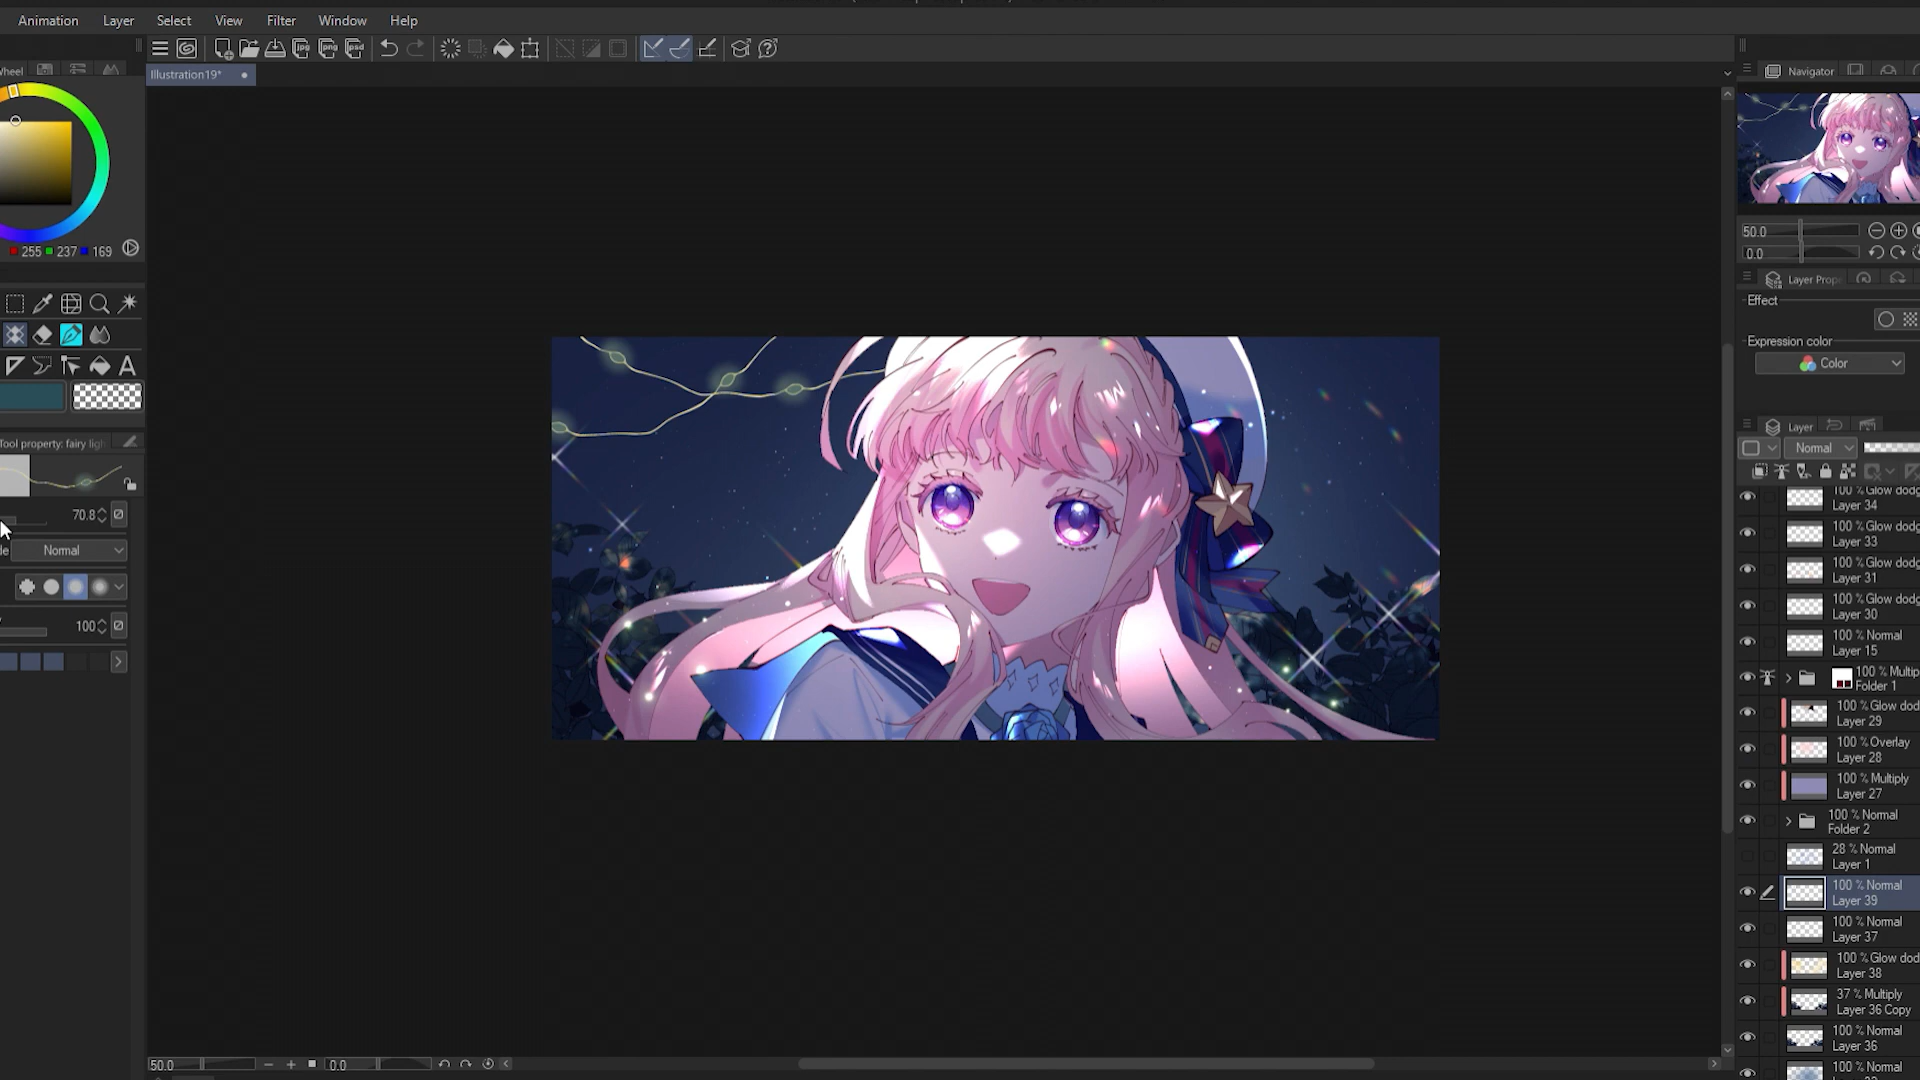 Animation Layer Select View Filter Window Help
jpg png psd
Illustration19*
Wheel
Navigator
255 237 169
50.0
0.0
Layer Prope
Effect
Expression color
Color
Tool property: fairy ligh
70.8
Normal
100
Layer
Normal
100 % Glow dodg
Layer 34
100 % Glow dodg
Layer 33
100 % Glow dodg
Layer 31
100 % Glow dodg
Layer 30
100 % Normal
Layer 15
100 % Multip
Folder 1
100 % Glow dod
Layer 29
100 % Overlay
Layer 28
100 % Multiply
Layer 27
100 % Normal
Folder 2
28 % Normal
Layer 1
100 % Normal
Layer 39
100 % Normal
Layer 37
100 % Glow dod
Layer 38
37 % Multiply
Layer 36 Copy
100 % Normal
Layer 36
100 % Normal
50.0 0.0